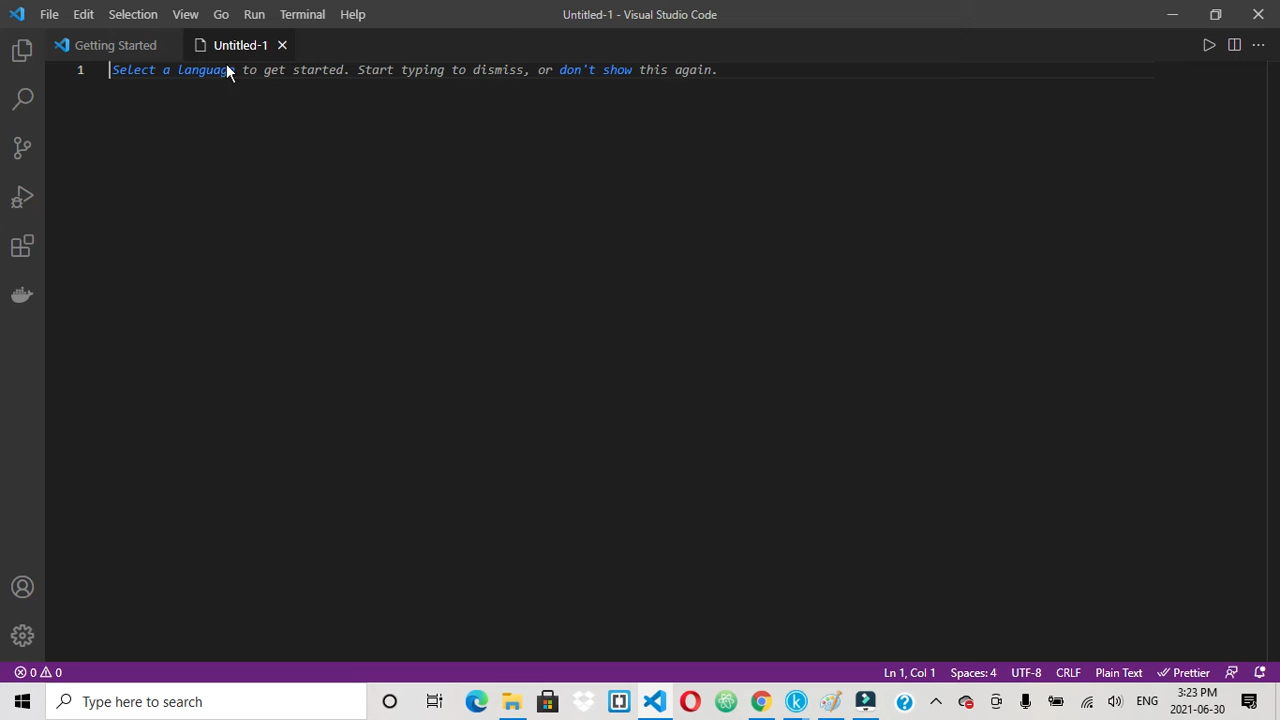 File Edit Selection View Go Run Terminal Help Untitled-1 - Visual Studio Code
Getting Started Untitled-1
1 Select a language to get started. Start typing to dismiss, or don't show this again.
0 0 Ln 1, Col 1 Spaces: 4 UTF-8 CRLF Plain Text Prettier
Type here to search ENG 3:23 PM
2021-06-30